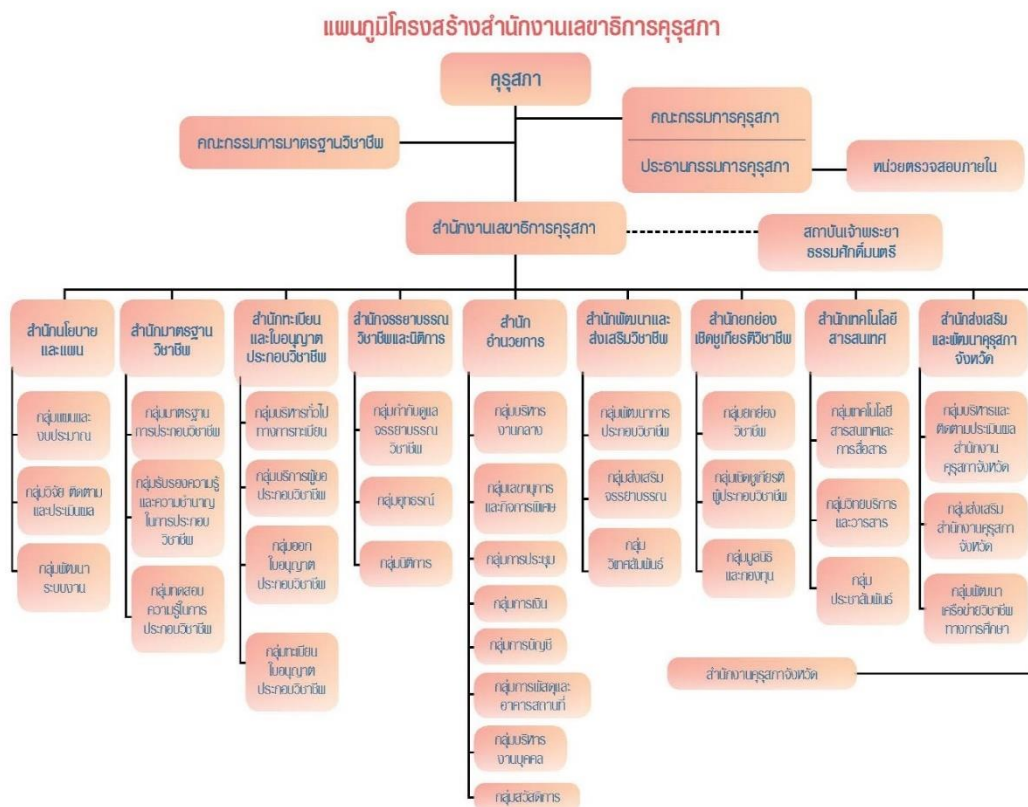 แผนภูมิโครงสร้างสำนักงานเลขาธิการคุรุสภา
คุรุสภา
คณะกรรมการมาตรฐานวิชาชีพ
คณะกรรมการคุรุสภา
ประธานกรรมการคุรุสภา
หน่วยตรวจสอบภายใน
สำนักงานเลขาธิการคุรุสภา
สถาบันเจ้าพระยา
ธรรมศักดิ์มนตรี
สำนักนโยบาย
และแผน
กลุ่มแผนและ
งบประมาณ
กลุ่มวิจัย ติดตาม
และประเมินผล
กลุ่มพัฒนา
ระบบงาน
สำนักมาตรฐาน
วิชาชีพ
กลุ่มมาตรฐาน
การประกอบวิชาชีพ
กลุ่มรับรองความรู้
และความชำนาญ
ในการประกอบ
วิชาชีพ
กลุ่มทดสอบ
ความรู้ในการ
ประกอบวิชาชีพ
สำนักทะเบียน
และใบอนุญาต
ประกอบวิชาชีพ
กลุ่มบริหารทั่วไป
ทางการทะเบียน
กลุ่มบริการผู้ขอ
ประกอบวิชาชีพ
กลุ่มออก
ใบอนุญาต
ประกอบวิชาชีพ
กลุ่มทะเบียน
ใบอนุญาต
ประกอบวิชาชีพ
สำนักจรรยาบรรณ
วิชาชีพและนิติการ
กลุ่มกำกับดูแล
จรรยาบรรณ
วิชาชีพ
กลุ่มอุทธรณ์
กลุ่มนิติการ
สำนัก
อำนวยการ
กลุ่มบริหาร
งานกลาง
กลุ่มเลขานุการ
และกิจการพิเศษ
กลุ่มการประชุม
กลุ่มการเงิน
กลุ่มการบัญชี
กลุ่มการพัสดุและ
อาคารสถานที่
กลุ่มบริหาร
งานบุคคล
กลุ่มสวัสดิการ
สำนักพัฒนาและ
ส่งเสริมวิชาชีพ
กลุ่มพัฒนาการ
ประกอบวิชาชีพ
กลุ่มส่งเสริม
จรรยาบรรณ
กลุ่ม
วิเทศสัมพันธ์
สำนักยกย่อง
เชิดชูเกียรติวิชาชีพ
กลุ่มยกย่อง
วิชาชีพ
กลุ่มเชิดชูเกียรติ
ผู้ประกอบวิชาชีพ
กลุ่มมูลนิธิ
และกองทุน
สำนักเทคโนโลยี
สารสนเทศ
กลุ่มเทคโนโลยี
สารสนเทศและ
การสื่อสาร
กลุ่มวิทยบริการ
และวารสาร
กลุ่ม
ประชาสัมพันธ์
สำนักส่งเสริม
และพัฒนาคุรุสภา
จังหวัด
กลุ่มบริหารและ
ติดตามประเมินผล
สำนักงาน
คุรุสภาจังหวัด
กลุ่มส่งเสริม
สำนักงานคุรุสภา
จังหวัด
กลุ่มพัฒนา
เครือข่ายวิชาชีพ
ทางการศึกษา
สำนักงานคุรุสภาจังหวัด